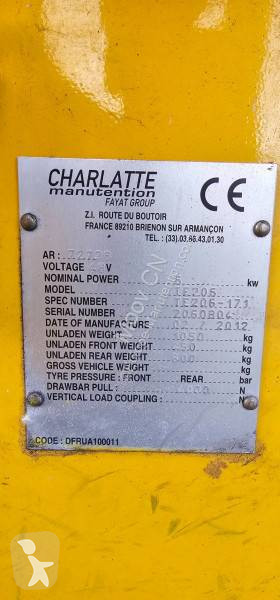 CHARLATTE
manutention
FAYAT GROUP
CE
Z.I. ROUTE DU BOUTOIR
FRANCE 89210 BRIENON SUR ARMANÇON
TEL. : (33).03.86.43.01.30
AR :
VOLTAGE V
NOMINAL POWER kw
MODEL TE206
SPEC NUMBER TE206-171
SERIAL NUMBER
DATE OF MANUFACTURE 2012
UNLADEN WEIGHT kg
UNLADEN FRONT WEIGHT kg
UNLADEN REAR WEIGHT kg
GROSS VEHICLE WEIGHT kg
TYRE PRESSURE : FRONT REAR bar
DRAWBAR PULL N
VERTICAL LOAD COUPLING : N
CODE : DFRUA100011